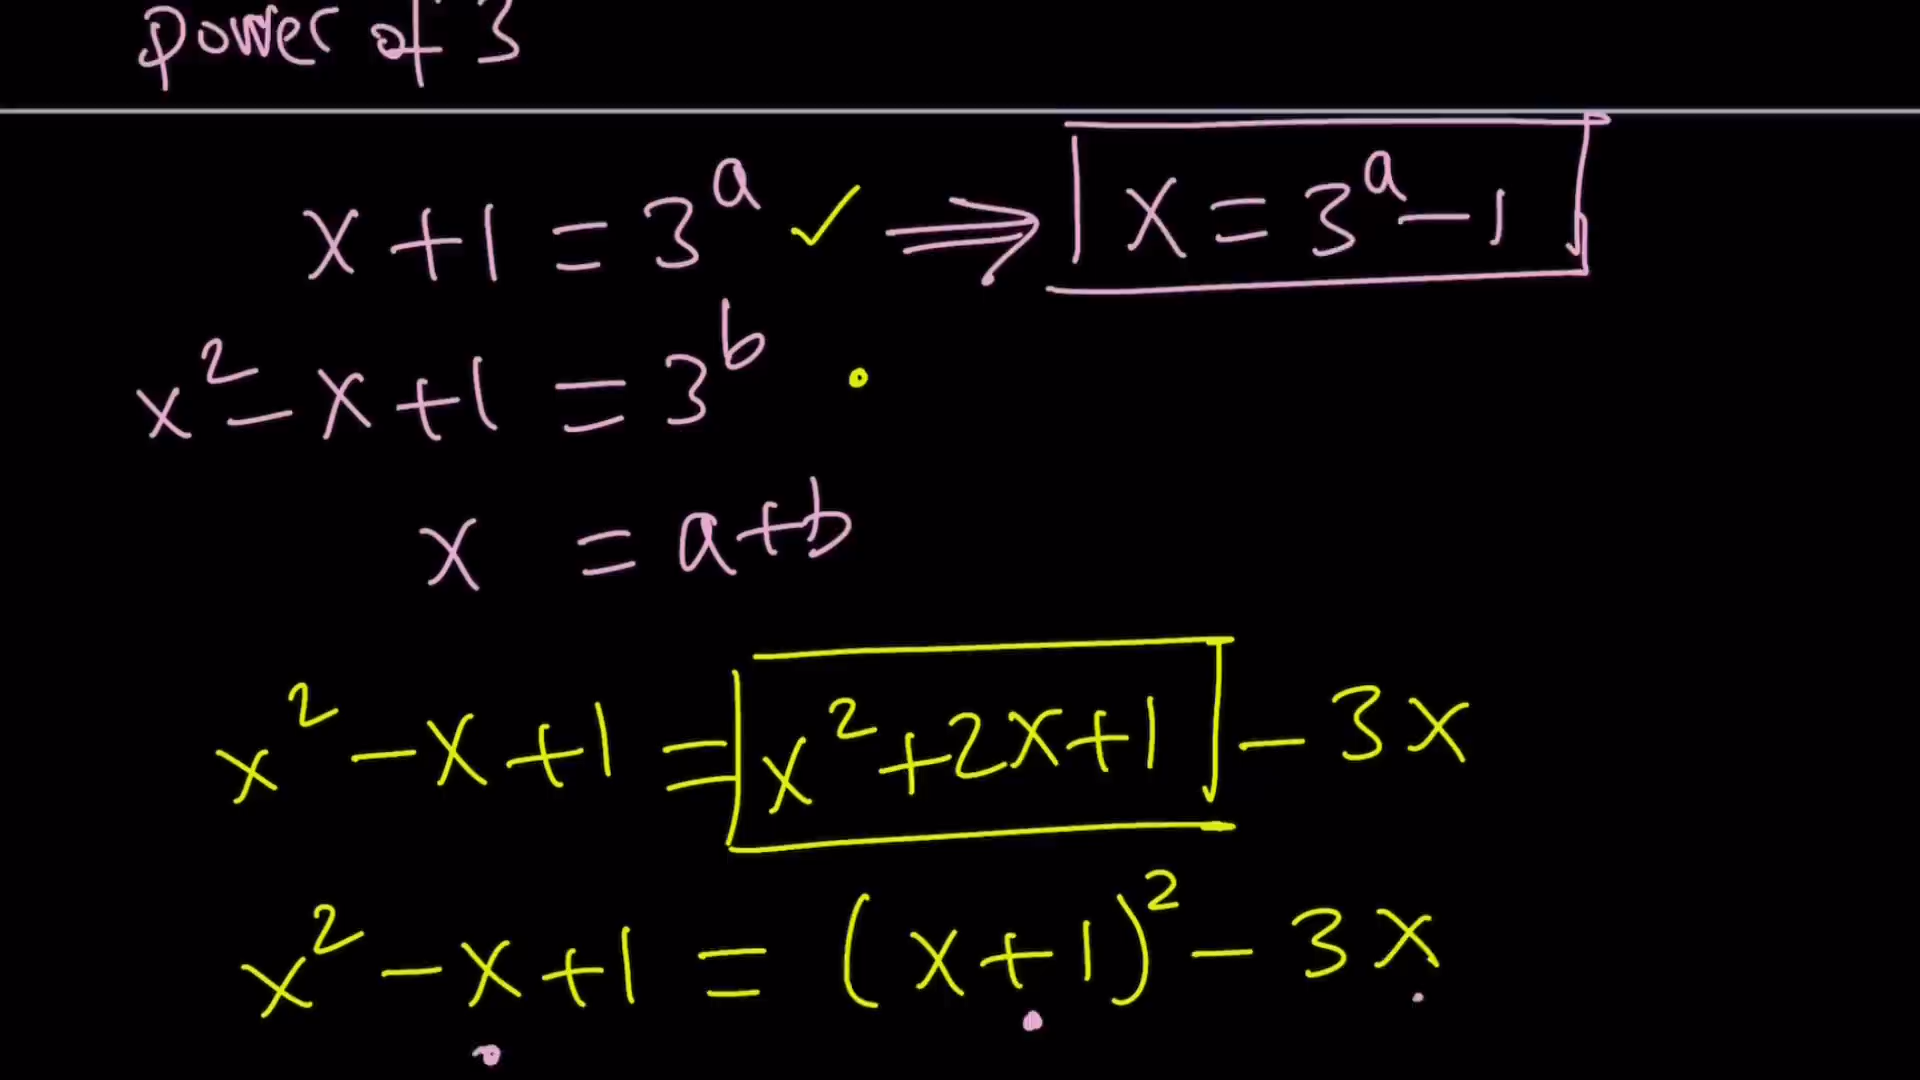 power of 3
x+1 = 3^a ✓ ⇒ x = 3^a - 1
x² - x + 1 = 3^b
x = a+b
x² - x + 1 = x² + 2x + 1 - 3x
x² - x + 1 = (x+1)² - 3x